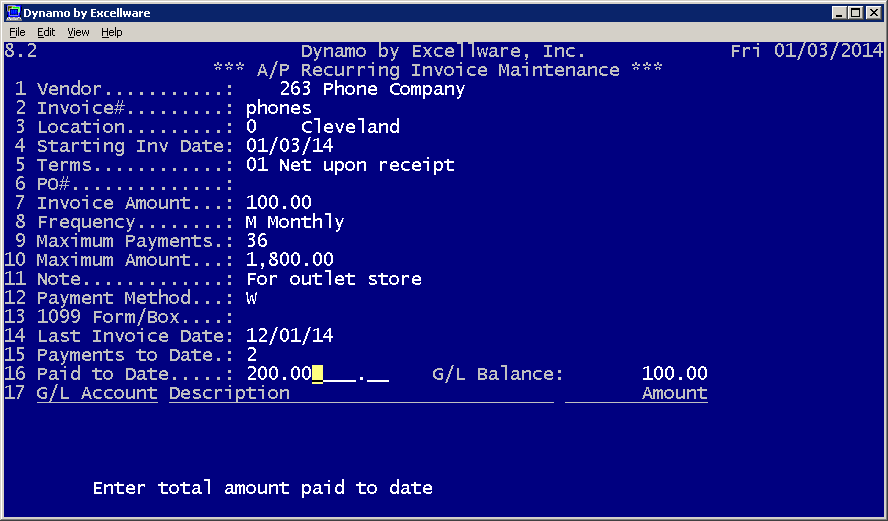 Dynamo by Excellware
File Edit View Help
8.2 Dynamo by Excellware, Inc. Fri 01/03/2014
*** A/P Recurring Invoice Maintenance ***
1 Vendor...........: 263 Phone Company
2 Invoice#.........: phones
3 Location.........: 0 Cleveland
4 Starting Inv Date: 01/03/14
5 Terms............: 01 Net upon receipt
6 PO#..............:
7 Invoice Amount...: 100.00
8 Frequency........: M Monthly
9 Maximum Payments.: 36
10 Maximum Amount...: 1,800.00
11 Note.............: For outlet store
12 Payment Method...: W
13 1099 Form/Box....:
14 Last Invoice Date: 12/01/14
15 Payments to Date.: 2
16 Paid to Date.....: 200.00____.__ G/L Balance: 100.00
17 G/L Account Description Amount
Enter total amount paid to date